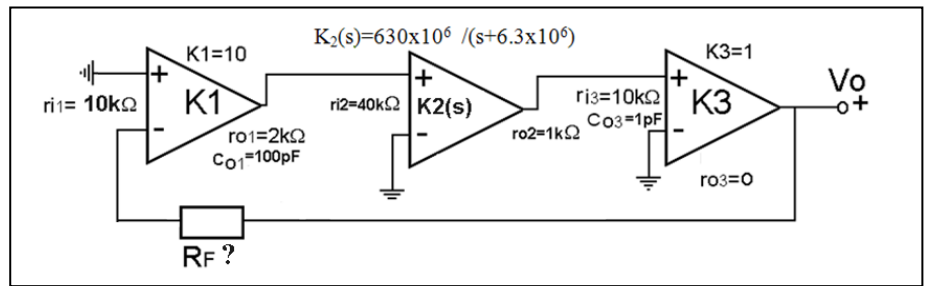 K₂(s)=630x10⁶ /(s+6.3x10⁶)
K1=10
K3=1
+
K1
-
ri1= 10kΩ
ro1=2kΩ
Co1=100pF
ri2=40kΩ
+
K2(s)
-
ro2=1kΩ
ri3=10kΩ
Co3=1pF
+
K3
-
ro3=0
Vo
+
RF ?